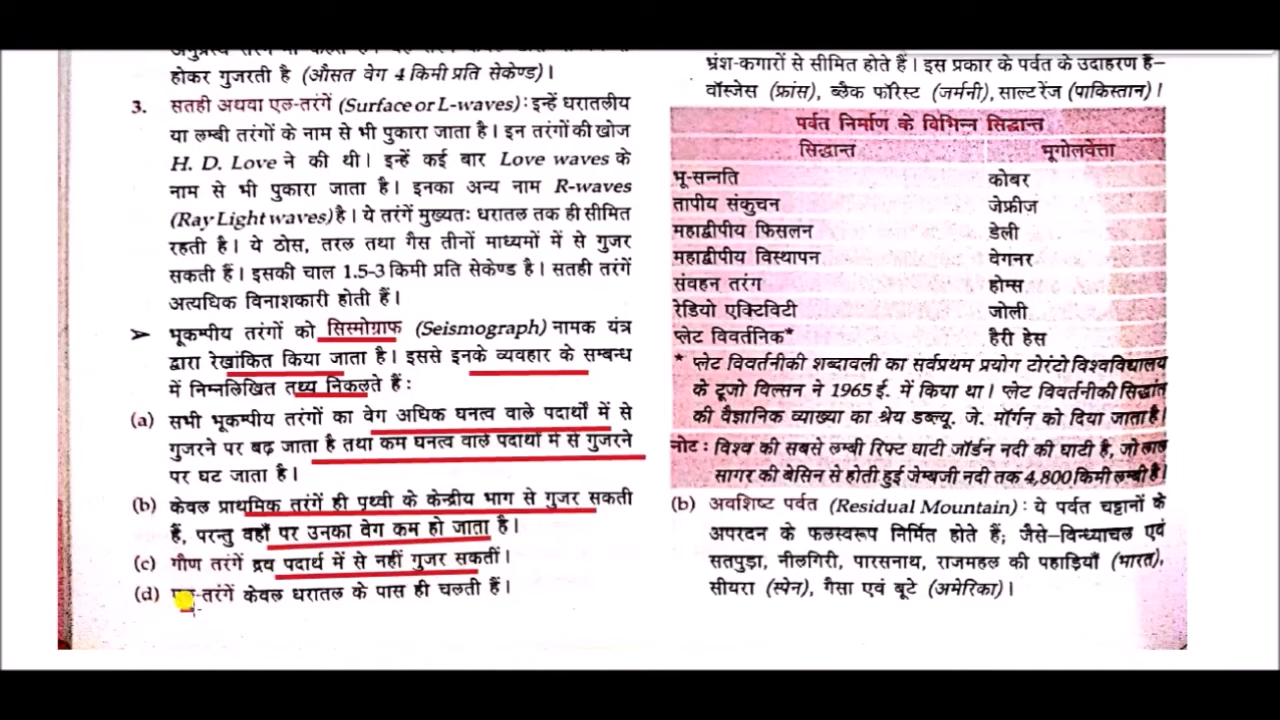 होकर गुजरती है (औसत वेग 4 किमी प्रति सेकेण्ड)।
3. सतही अथवा एल-तरंगें (Surface or L-waves) : इन्हें धरातलीय
या लम्बी तरंगों के नाम से भी पुकारा जाता है। इन तरंगों की खोज
H. D. Love ने की थी। इन्हें कई बार Love waves के
नाम से भी पुकारा जाता है। इनका अन्य नाम R-waves
(Ray Light waves) है। ये तरंगें मुख्यतः धरातल तक ही सीमित
रहती है। ये ठोस, तरल तथा गैस तीनों माध्यमों में से गुजर
सकती हैं। इसकी चाल 1.5-3 किमी प्रति सेकेण्ड है। सतही तरंगें
अत्यधिक विनाशकारी होती हैं।
➤ भूकम्पीय तरंगों को सिस्मोग्राफ (Seismograph) नामक यंत्र
द्वारा रेखांकित किया जाता है। इससे इनके व्यवहार के सम्बन्ध
में निम्नलिखित तथ्य निकलते हैं :
(a) सभी भूकम्पीय तरंगों का वेग अधिक घनत्व वाले पदार्थों में से
गुजरने पर बढ़ जाता है तथा कम घनत्व वाले पदार्थों में से गुजरने
पर घट जाता है।
(b) केवल प्राथमिक तरंगें ही पृथ्वी के केन्द्रीय भाग से गुजर सकती
हैं, परन्तु वहाँ पर उनका वेग कम हो जाता है।
(c) गौण तरंगें द्रव पदार्थ में से नहीं गुजर सकतीं।
(d) तरंगें केवल धरातल के पास ही चलती हैं।
भ्रंश-कगारों से सीमित होते हैं। इस प्रकार के पर्वत के उदाहरण है–
वॉस्जेस (फ्रांस), ब्लैक फॉरेस्ट (जर्मनी), साल्ट रेंज (पाकिस्तान)।
पर्वत निर्माण के विभिन्न सिद्धान्त
सिद्धान्त भूगोलवेत्ता
भू-सन्नति कोबर
तापीय संकुचन जेफ्रीज
महाद्वीपीय फिसलन डेली
महाद्वीपीय विस्थापन वेगनर
संवहन तरंग होम्स
रेडियो एक्टिविटी जोली
प्लेट विवर्तनिक* हैरी हेस
* प्लेट विवर्तनीकी शब्दावली का सर्वप्रथम प्रयोग टोरंटो विश्वविद्यालय
के टूजो विल्सन ने 1965 ई. में किया था। प्लेट विवर्तनीकी सिद्धांत
की वैज्ञानिक व्याख्या का श्रेय डब्ल्यू. जे. मॉर्गन को दिया जाता है।
नोट : विश्व की सबसे लम्बी रिफ्ट घाटी जॉर्डन नदी की घाटी है, जो लाल
सागर की बेसिन से होती हुई जेम्बजी नदी तक 4,800 किमी लम्बी है।
(b) अवशिष्ट पर्वत (Residual Mountain) : ये पर्वत चट्टानों के
अपरदन के फलस्वरूप निर्मित होते हैं; जैसे–विन्ध्याचल एवं
सतपुड़ा, नीलगिरी, पारसनाथ, राजमहल की पहाड़ियाँ (भारत),
सीयरा (स्पेन), गैसा एवं बूटे (अमेरिका)।